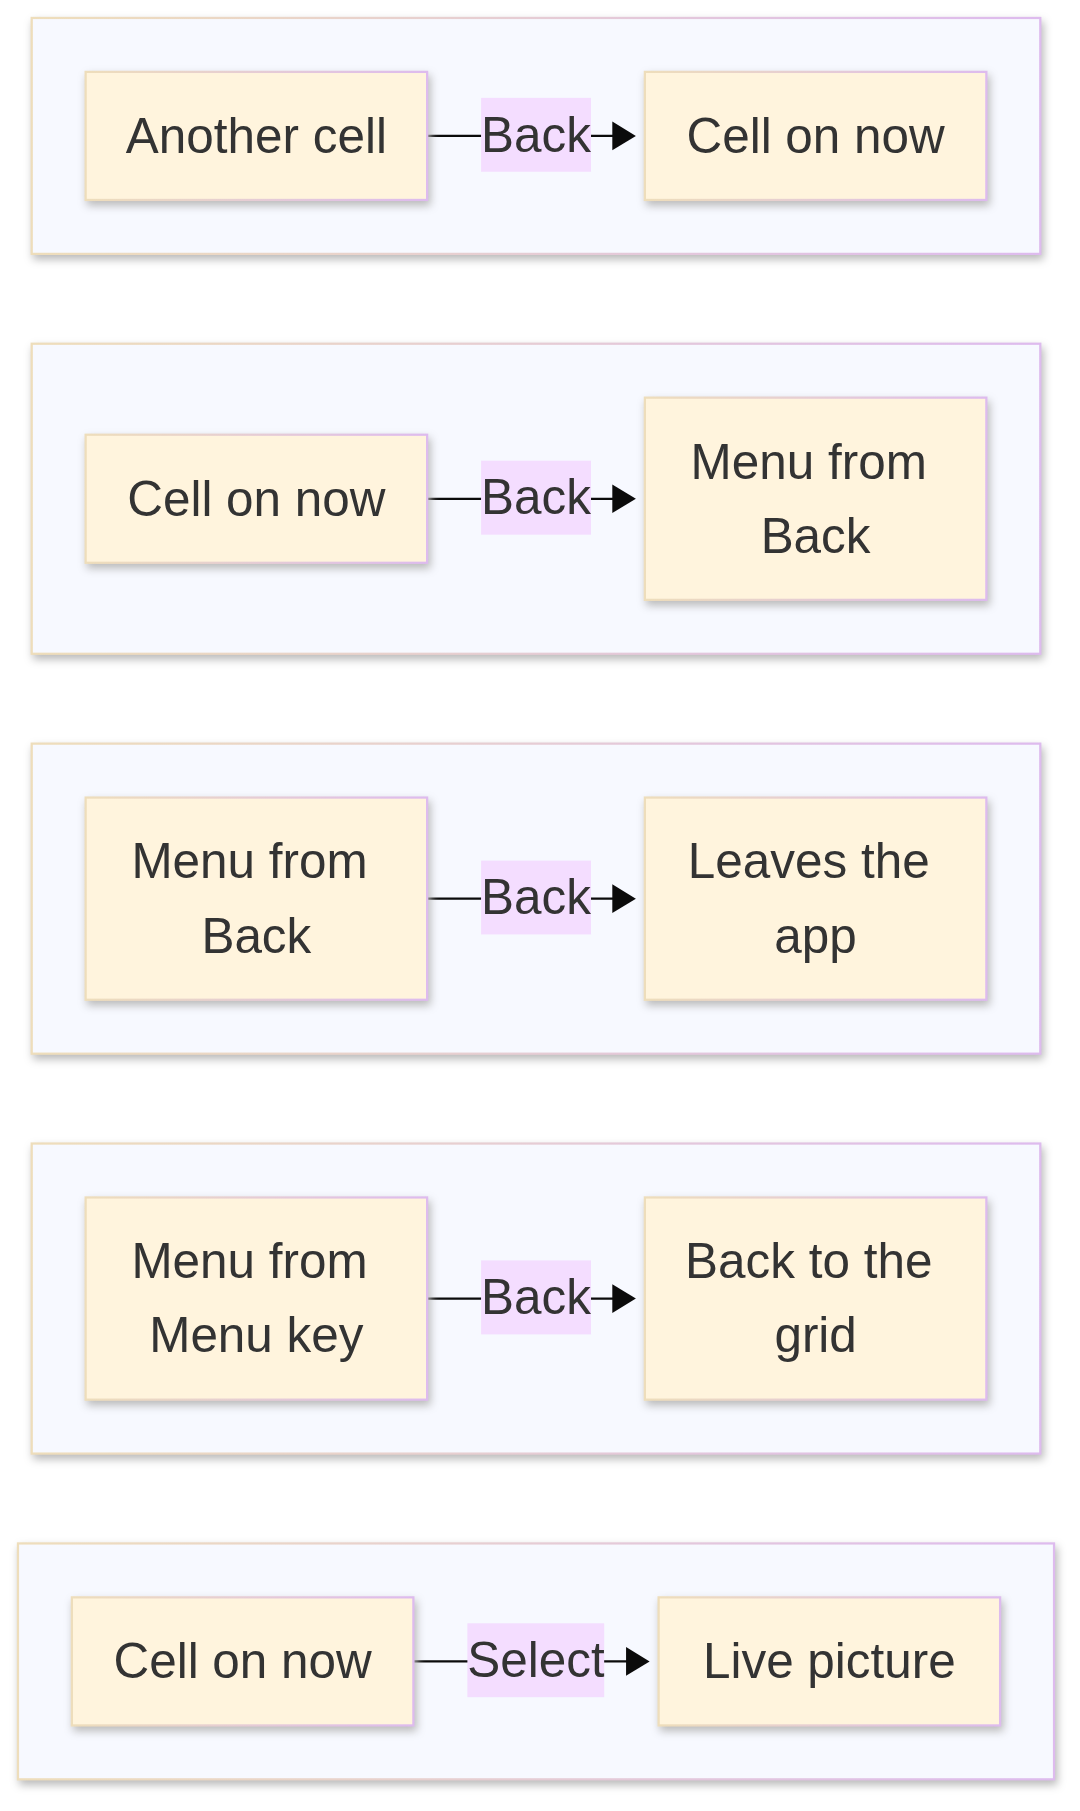 Another cell
Back
Cell on now
Cell on now
Back
Menu from
Back
Menu from
Back
Back
Leaves the
app
Menu from
Menu key
Back
Back to the
grid
Cell on now
Select
Live picture